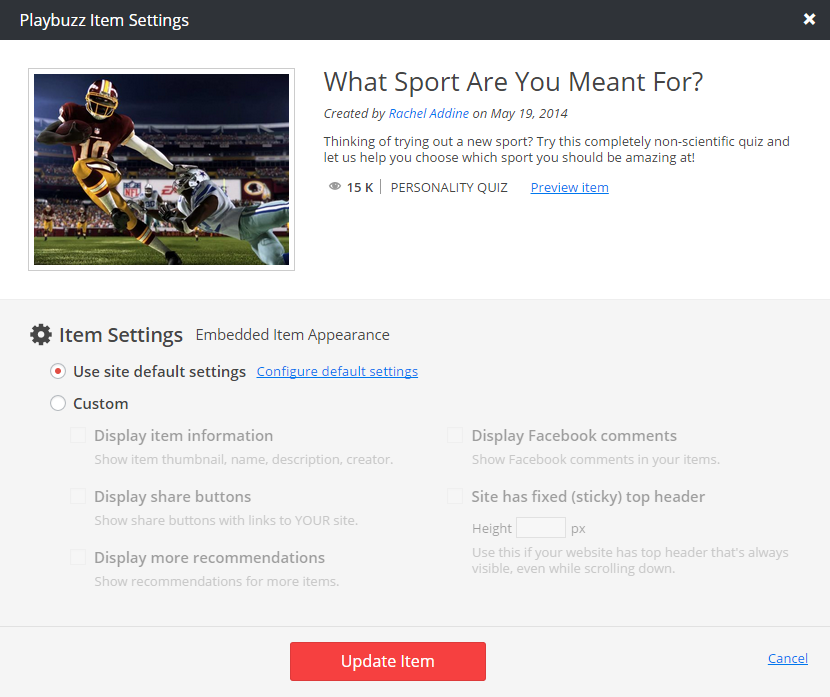 Playbuzz Item Settings
What Sport Are You Meant For?
Created by Rachel Addine on May 19, 2014
Thinking of trying out a new sport? Try this completely non-scientific quiz and
let us help you choose which sport you should be amazing at!
15 K | PERSONALITY QUIZ Preview item
10
NFL
EA
Item Settings Embedded Item Appearance
Use site default settings Configure default settings
Custom
Display item information
Show item thumbnail, name, description, creator.
Display share buttons
Show share buttons with links to YOUR site.
Display more recommendations
Show recommendations for more items.
Display Facebook comments
Show Facebook comments in your items.
Site has fixed (sticky) top header
Height px
Use this if your website has top header that's always
visible, even while scrolling down.
Update Item
Cancel